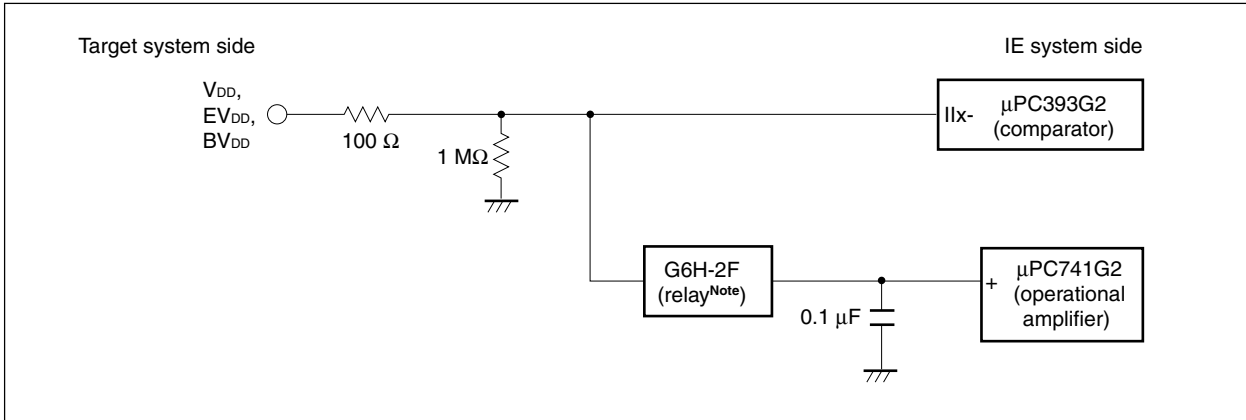 Target system side
IE system side
VDD,
EVDD,
BVDD
100 Ω
1 MΩ
IIx-
μPC393G2
(comparator)
G6H-2F
(relayNote)
0.1 μF
+
μPC741G2
(operational
amplifier)